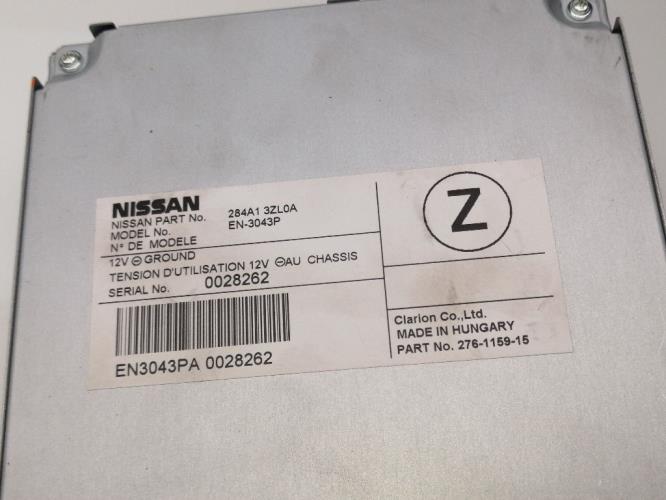 NISSAN
NISSAN PART No. 284A1 3ZL0A
MODEL No. EN-3043P
N° DE MODELE
12V ⊖ GROUND
TENSION D'UTILISATION 12V ⊖AU CHASSIS
SERIAL No. 0028262
EN3043PA 0028262
Z
Clarion Co.,Ltd.
MADE IN HUNGARY
PART No. 276-1159-15